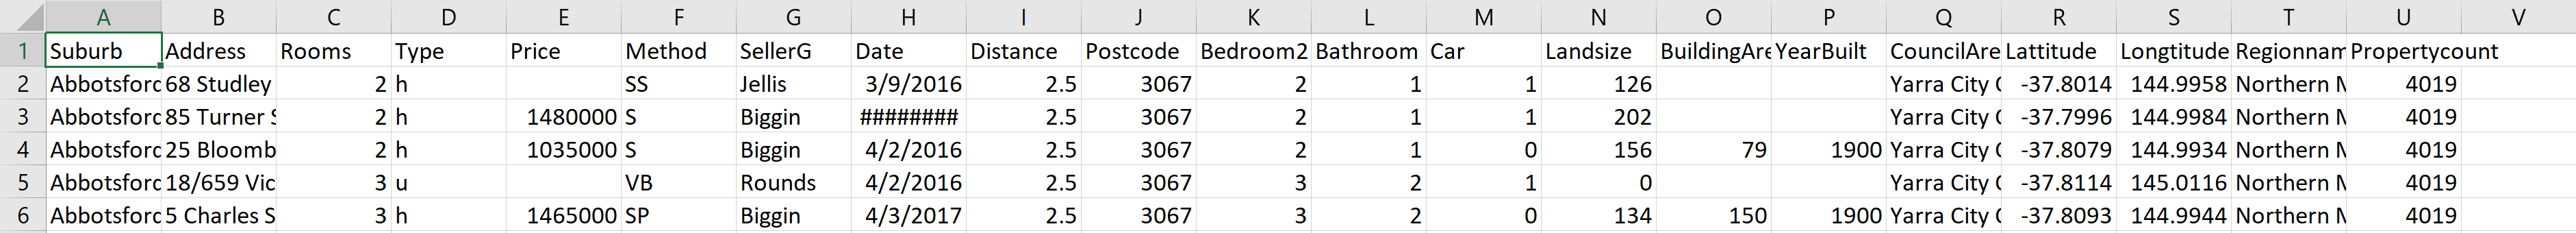 A B C D E F G H I J K L M N O P Q R S T U V
1 Suburb Address Rooms Type Price Method SellerG Date Distance Postcode Bedroom2 Bathroom Car Landsize BuildingAre YearBuilt CouncilAre Lattitude Longtitude Regionnam Propertycount
2 Abbotsford 68 Studley 2 h SS Jellis 3/9/2016 2.5 3067 2 1 1 126 Yarra City C -37.8014 144.9958 Northern M 4019
3 Abbotsford 85 Turner S 2 h 1480000 S Biggin ######## 2.5 3067 2 1 1 202 Yarra City C -37.7996 144.9984 Northern M 4019
4 Abbotsford 25 Bloomb 2 h 1035000 S Biggin 4/2/2016 2.5 3067 2 1 0 156 79 1900 Yarra City C -37.8079 144.9934 Northern M 4019
5 Abbotsford 18/659 Vic 3 u VB Rounds 4/2/2016 2.5 3067 3 2 1 0 Yarra City C -37.8114 145.0116 Northern M 4019
6 Abbotsford 5 Charles S 3 h 1465000 SP Biggin 4/3/2017 2.5 3067 3 2 0 134 150 1900 Yarra City C -37.8093 144.9944 Northern M 4019